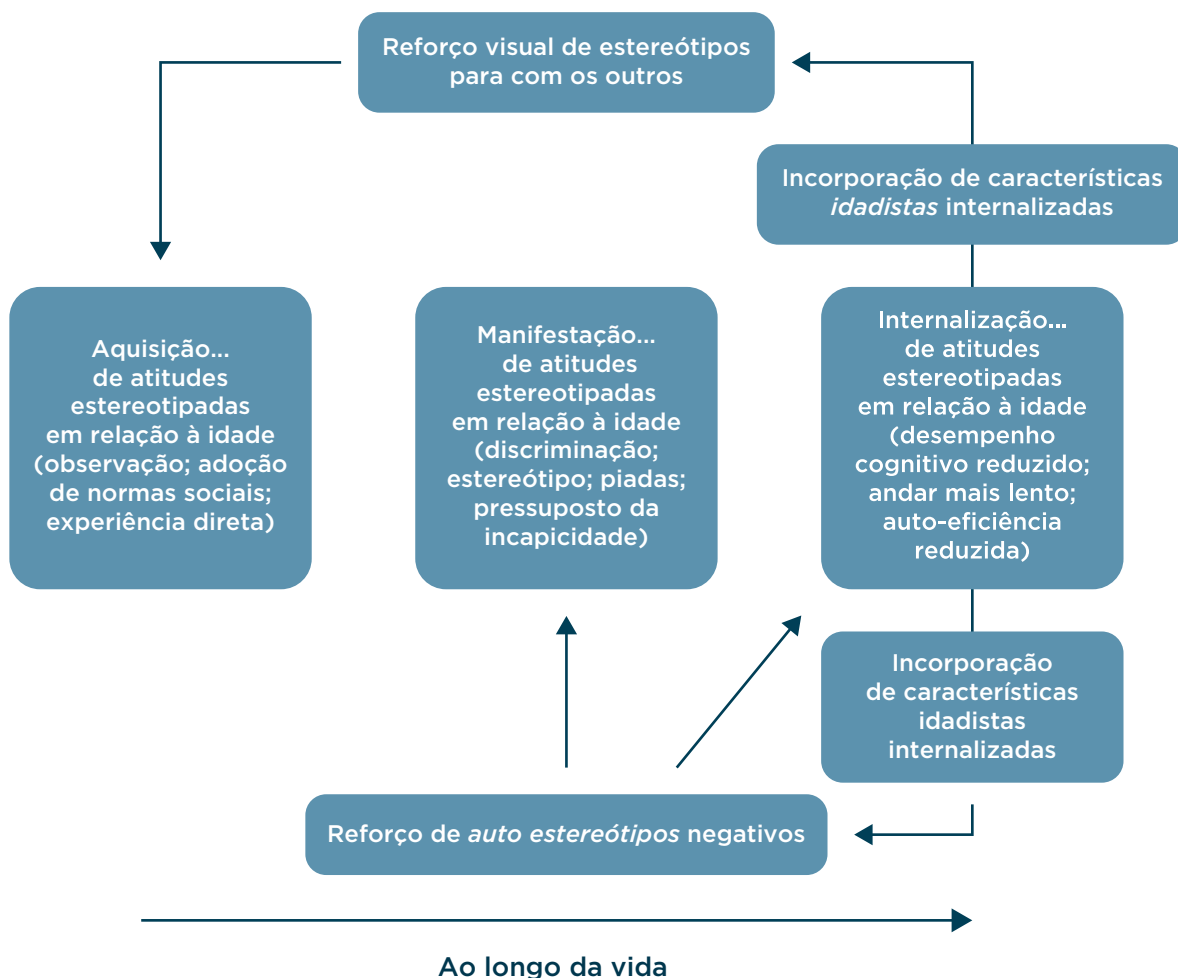 Reforço visual de estereótipos
para com os outros
Incorporação de características
idadistas internalizadas
Aquisição...
de atitudes
estereotipadas
em relação à idade
(observação; adoção
de normas sociais;
experiência direta)
Manifestação...
de atitudes
estereotipadas
em relação à idade
(discriminação;
estereótipo; piadas;
pressuposto da
incapicidade)
Internalização...
de atitudes
estereotipadas
em relação à idade
(desempenho
cognitivo reduzido;
andar mais lento;
auto-eficiência
reduzida)
Incorporação
de características
idadistas
internalizadas
Reforço de auto estereótipos negativos
Ao longo da vida